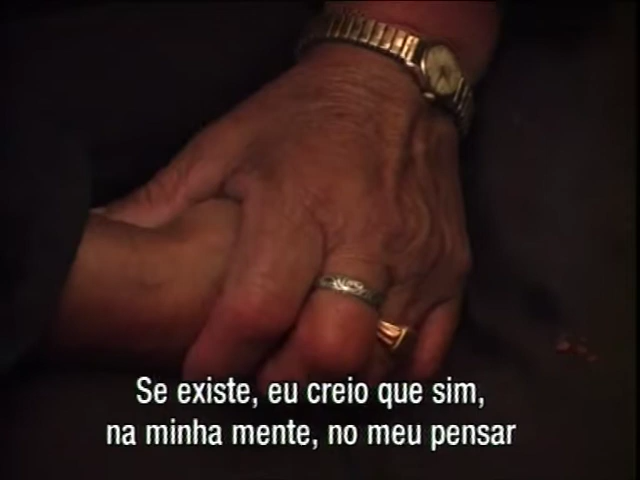 Se existe, eu creio que sim,
na minha mente, no meu pensar